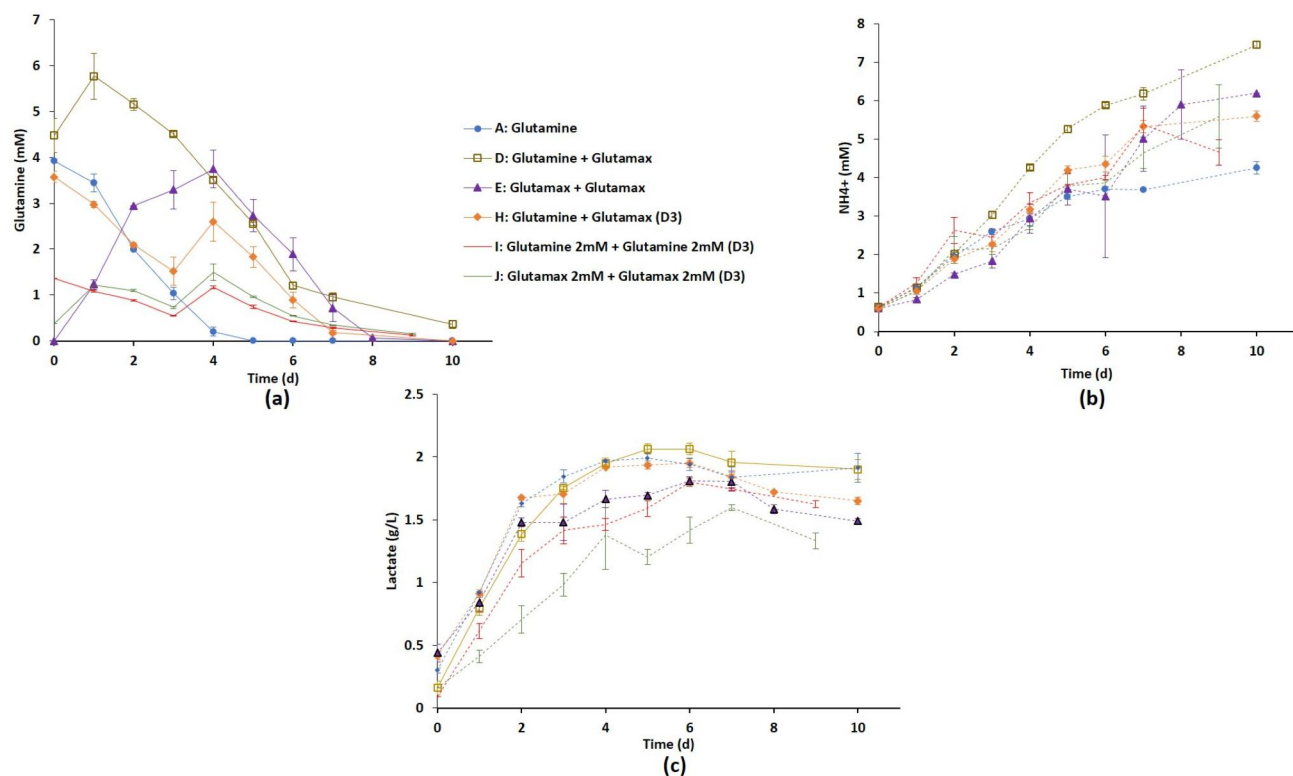 7
6
5
4
3
2
1
0
Glutamine (mM)
0
2
4
6
8
10
Time (d)
(a)
A: Glutamine
D: Glutamine + Glutamax
E: Glutamax + Glutamax
H: Glutamine + Glutamax (D3)
I: Glutamine 2mM + Glutamine 2mM (D3)
J: Glutamax 2mM + Glutamax 2mM (D3)
8
7
6
5
4
3
2
1
0
NH4+ (mM)
0
2
4
6
8
10
Time (d)
(b)
2.5
2
1.5
1
0.5
0
Lactate (g/L)
0
2
4
6
8
10
Time (d)
(c)